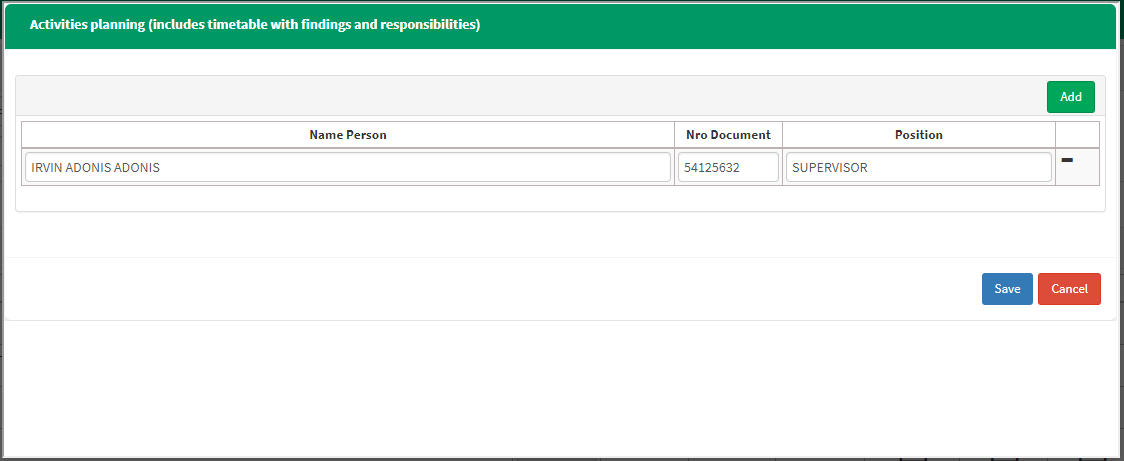 Activities planning (includes timetable with findings and responsibilities)
Add
Name Person Nro Document Position
IRVIN ADONIS ADONIS 54125632 SUPERVISOR
Save Cancel